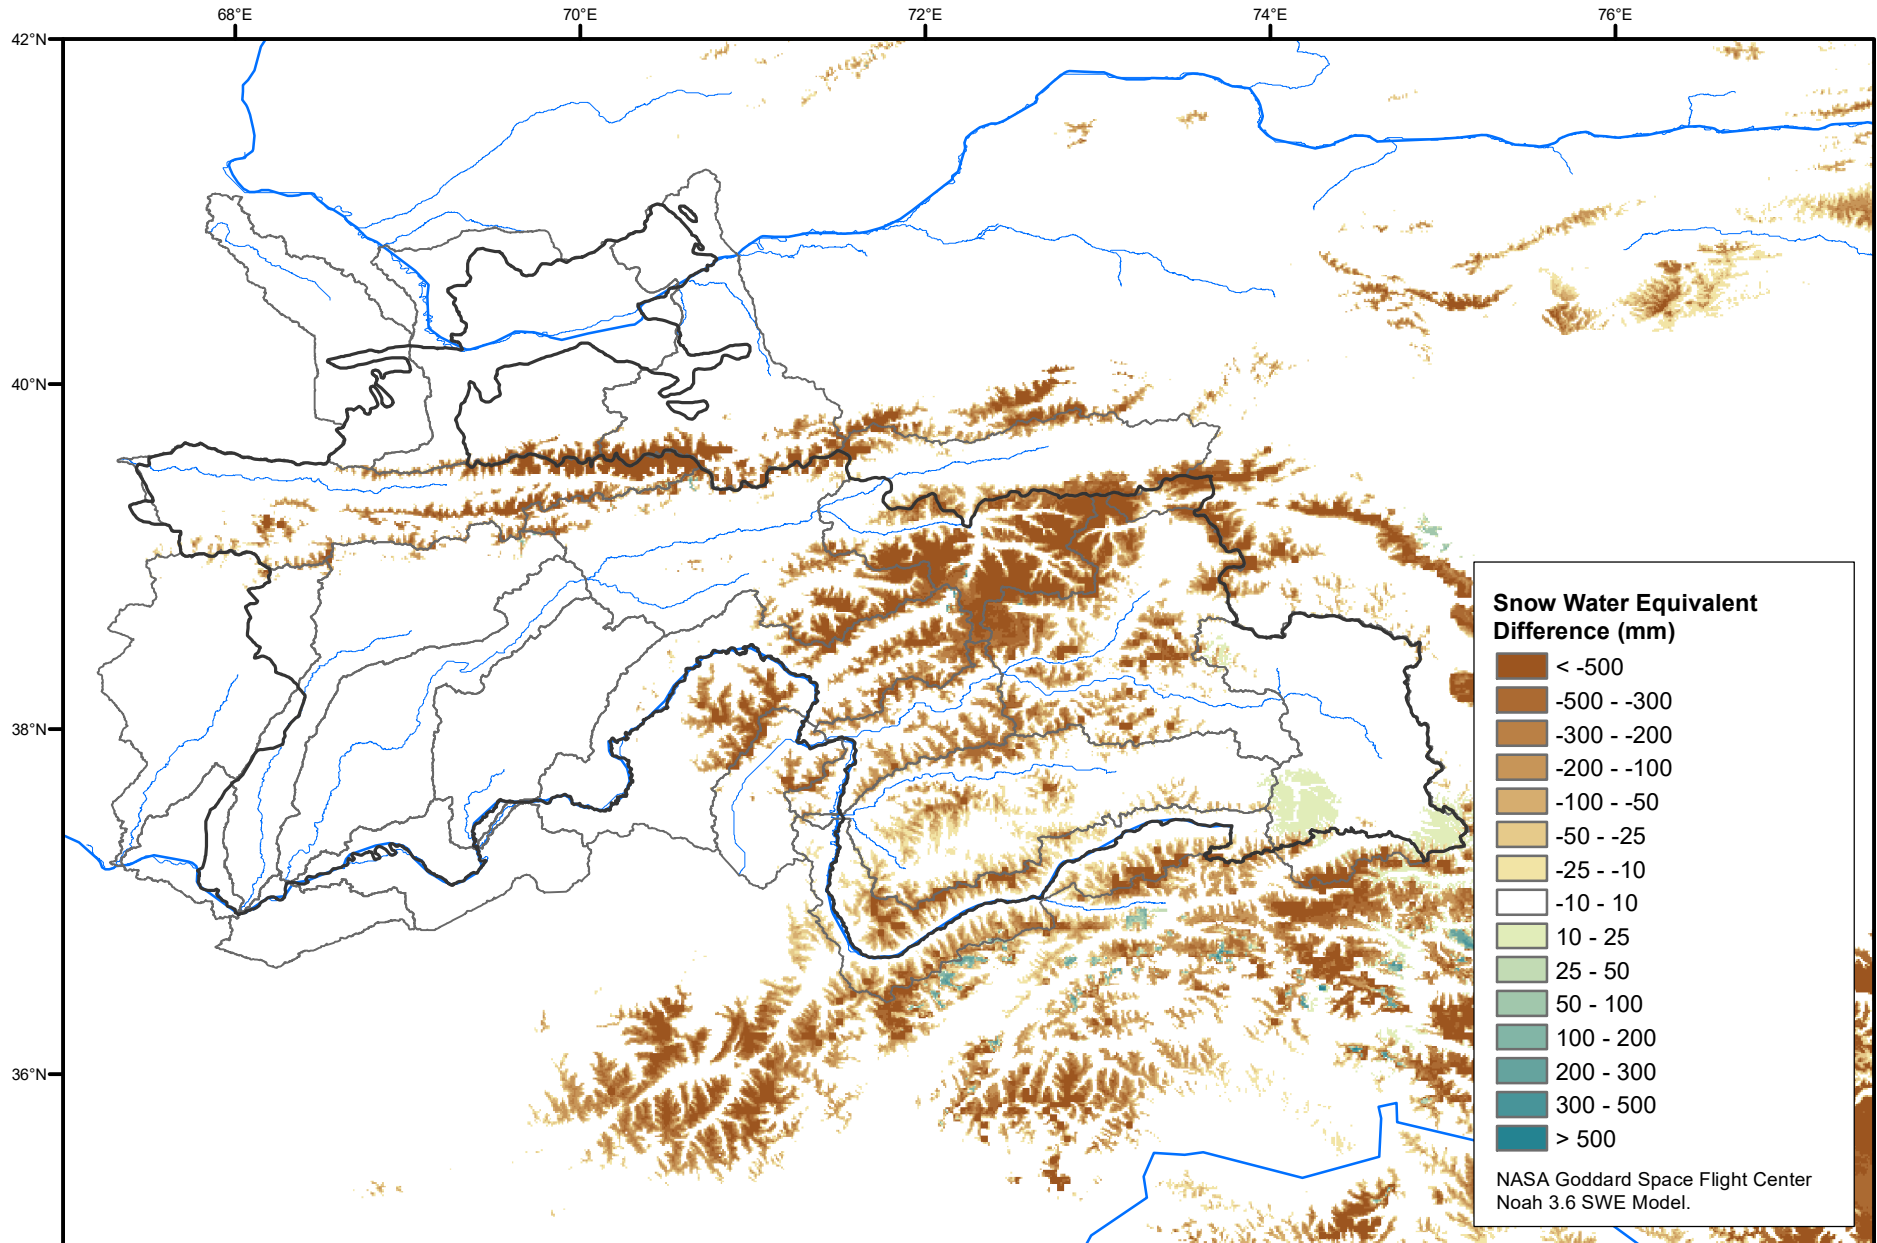 68°E
70°E
72°E
74°E
76°E
42°N
40°N
38°N
36°N
Snow Water Equivalent
Difference (mm)
< -500
-500 - -300
-300 - -200
-200 - -100
-100 - -50
-50 - -25
-25 - -10
-10 - 10
10 - 25
25 - 50
50 - 100
100 - 200
200 - 300
300 - 500
> 500
NASA Goddard Space Flight Center
Noah 3.6 SWE Model.